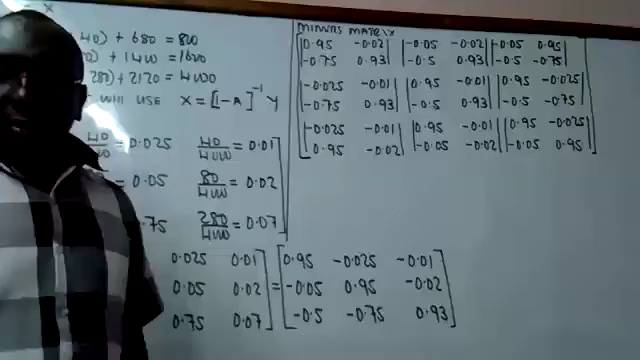 x
40) + 680 = 800
) + 1400 = 1600
280) + 2120 = 4000
WILL USE X = [1-A]^-1 Y
40/ = 0.025 40/4000 = 0.01
= 0.05 80/4000 = 0.02
.75 280/4000 = 0.07
0.025 0.01
0.05 0.02
0.75 0.07
=
0.95 -0.025 -0.01
-0.05 0.95 -0.02
-0.5 -0.75 0.93
MINORS MATRIX
0.95 -0.02 -0.05 -0.02 -0.05 0.95
-0.75 0.93 -0.5 0.93 -0.5 -0.75
-0.025 -0.01 0.95 -0.01 0.95 -0.025
-0.75 0.93 -0.5 0.93 -0.5 -0.75
-0.025 -0.01 0.95 -0.01 0.95 -0.025
0.95 -0.02 -0.05 -0.02 -0.05 0.95